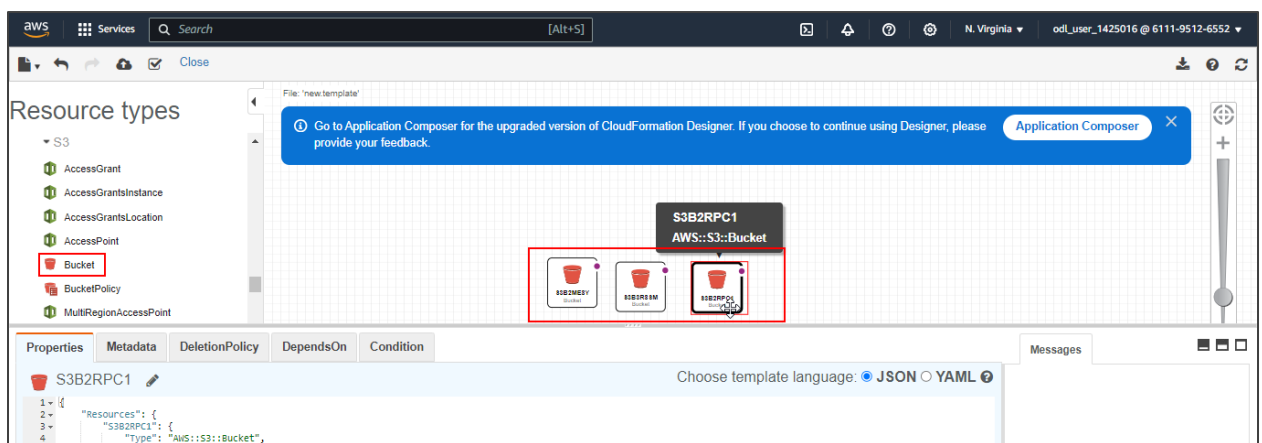 aws
Services
Search
[Alt+S]
N. Virginia
odl_user_1425016 @ 6111-9512-6552
Close
Resource types
S3
AccessGrant
AccessGrantsInstance
AccessGrantsLocation
AccessPoint
Bucket
BucketPolicy
MultiRegionAccessPoint
File: 'new.template'
Go to Application Composer for the upgraded version of CloudFormation Designer. If you choose to continue using Designer, please
provide your feedback.
Application Composer
S3B2RPC1
AWS::S3::Bucket
S3B2ME8Y
Bucket
S3B3RS8M
Bucket
S3B2RPC1
Properties
Metadata
DeletionPolicy
DependsOn
Condition
Messages
S3B2RPC1
Choose template language: JSON YAML
1 {
2 "Resources": {
3 "S3B2RPC1": {
4 "Type": "AWS::S3::Bucket",